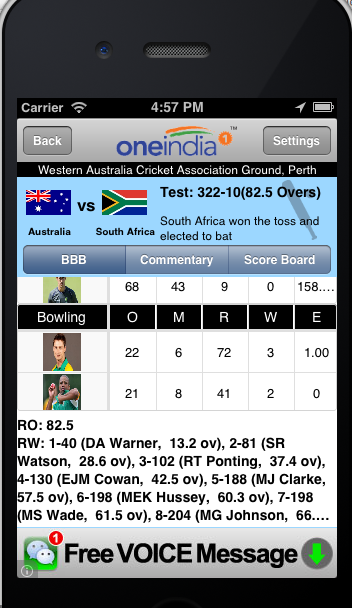 Carrier 4:57 PM
Back oneindia 1 ™ Settings
Western Australia Cricket Association Ground, Perth
Test: 322-10(82.5 Overs)
vs
South Africa won the toss and
elected to bat
Australia South Africa
BBB Commentary Score Board
68 43 9 0 158....
Bowling O M R W E
22 6 72 3 1.00
21 8 41 2 0
RO: 82.5
RW: 1-40 (DA Warner, 13.2 ov), 2-81 (SR
Watson, 28.6 ov), 3-102 (RT Ponting, 37.4 ov),
4-130 (EJM Cowan, 42.5 ov), 5-188 (MJ Clarke,
57.5 ov), 6-198 (MEK Hussey, 60.3 ov), 7-198
(MS Wade, 61.5 ov), 8-204 (MG Johnson, 66....
1 Free VOICE Message